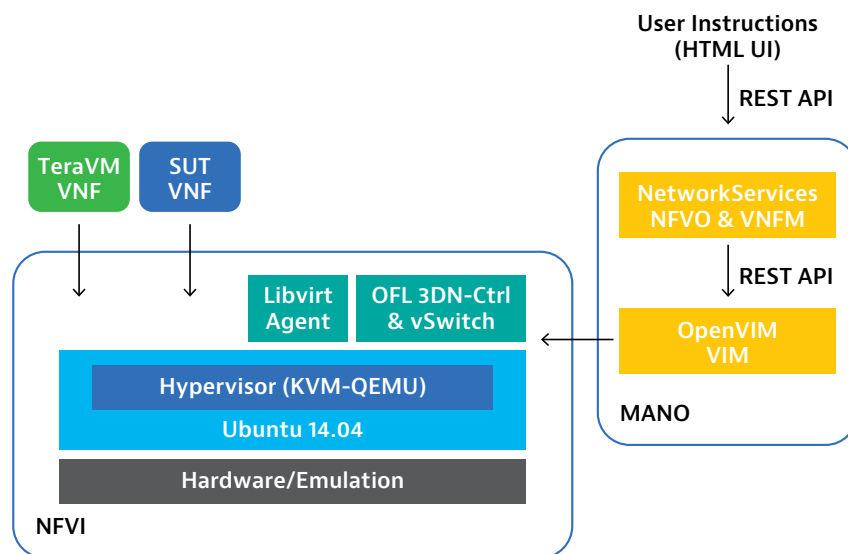 User Instructions
(HTML UI)
REST API
TeraVM
VNF
SUT
VNF
NetworkServices
NFVO & VNFM
REST API
Libvirt
Agent
OFL 3DN-Ctrl
& vSwitch
OpenVIM
VIM
Hypervisor (KVM-QEMU)
Ubuntu 14.04
MANO
Hardware/Emulation
NFVI